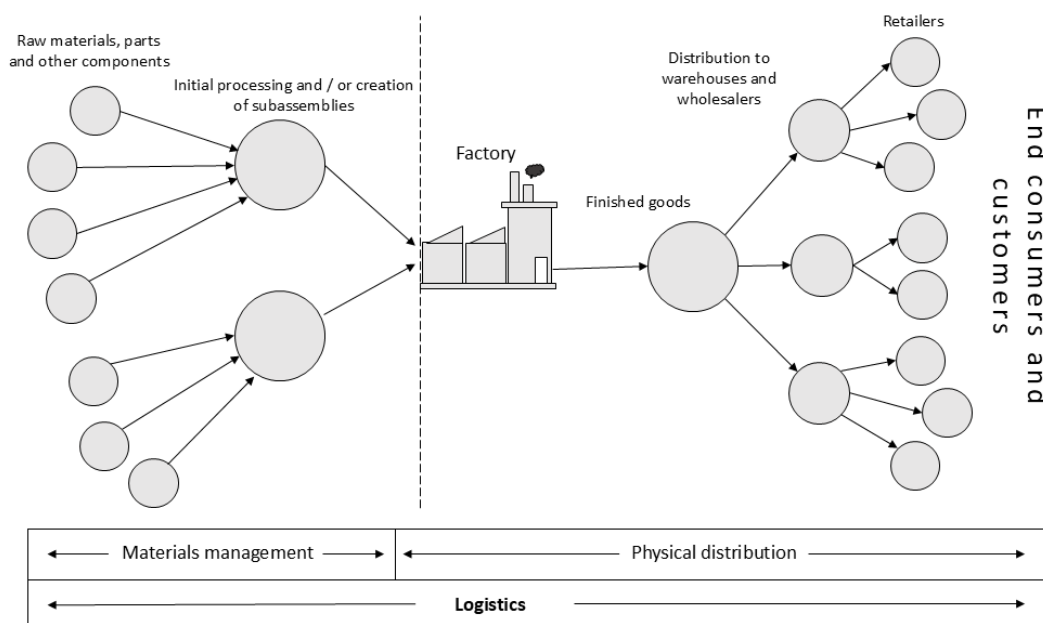 Raw materials, parts
and other components
Initial processing and / or creation
of subassemblies
Factory
Finished goods
Distribution to
warehouses and
wholesalers
Retailers
End consumers and
customers
Materials management
Physical distribution
Logistics